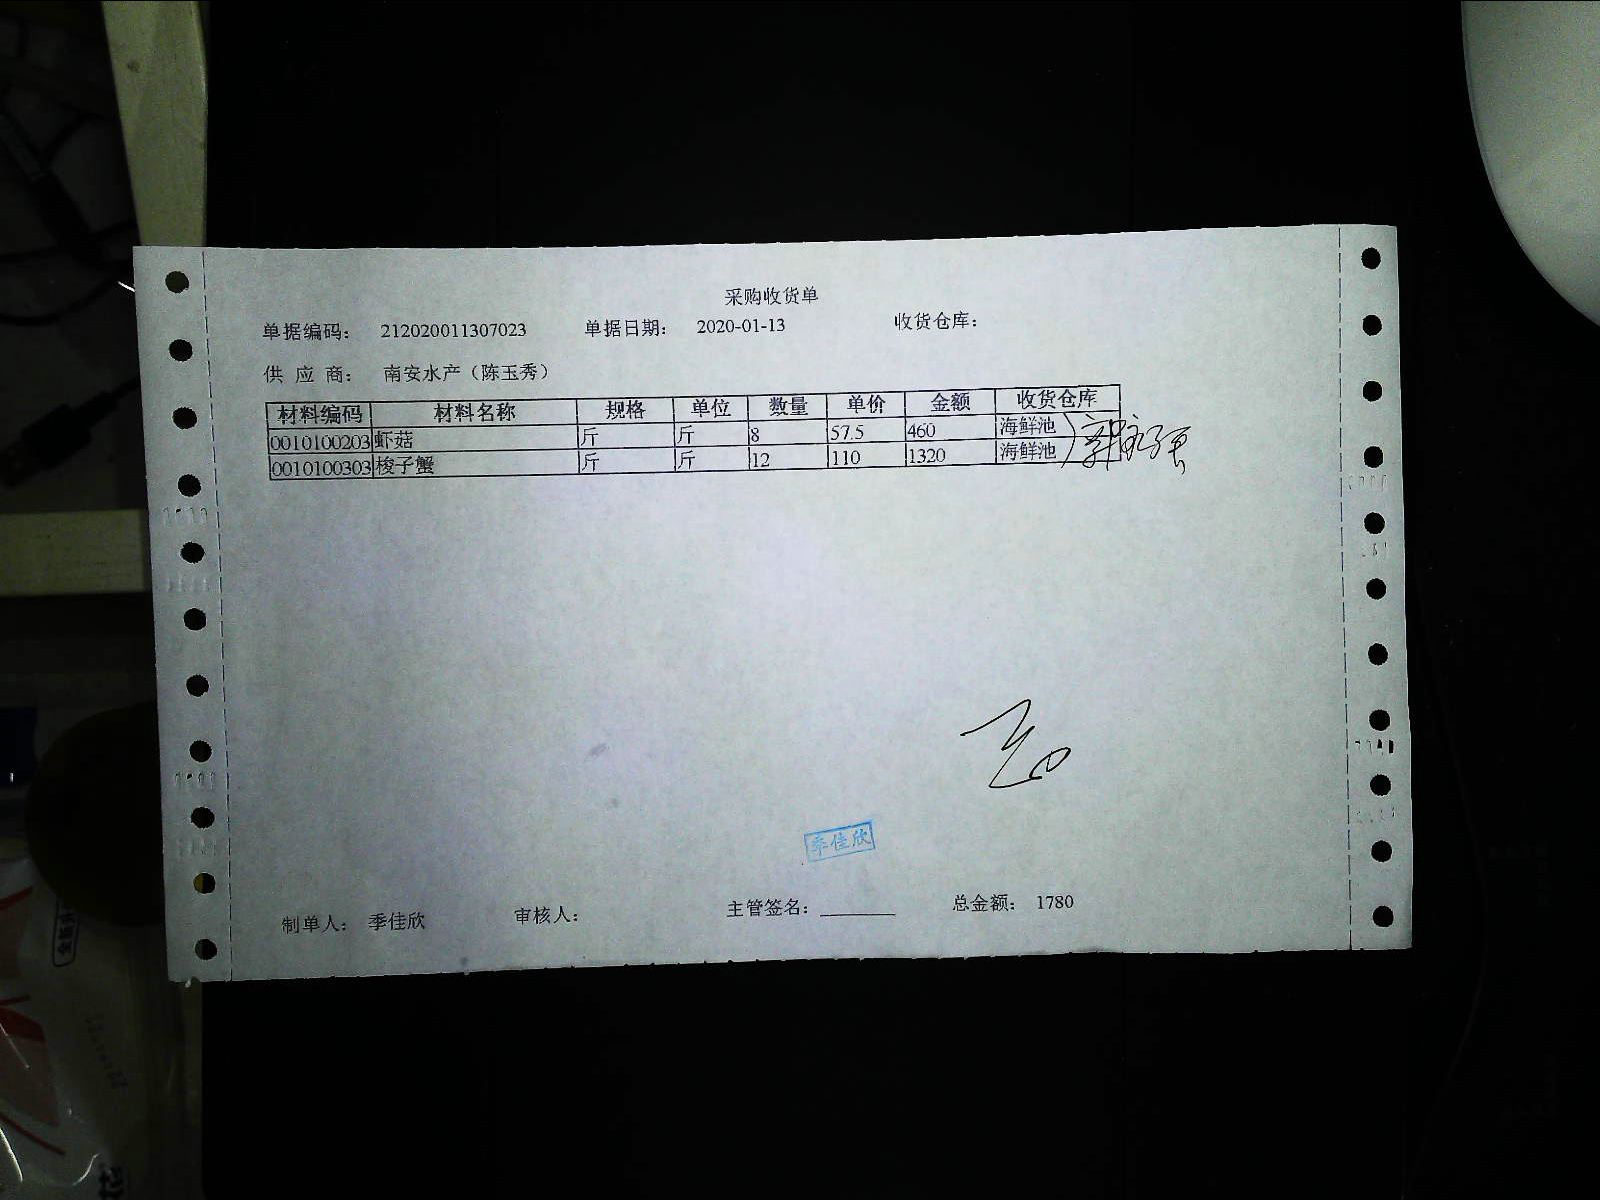 采购收货单
单据编码： 212020011307023 单据日期： 2020-01-13 收货仓库：
供 应 商： 南安水产（陈玉秀）
材料编码 材料名称 规格 单位 数量 单价 金额 收货仓库
0010100203 虾菇 斤 斤 8 57.5 460 海鲜池
0010100303 梭子蟹 斤 斤 12 110 1320 海鲜池
季佳欣
制单人： 季佳欣 审核人： 主管签名：________ 总金额： 1780